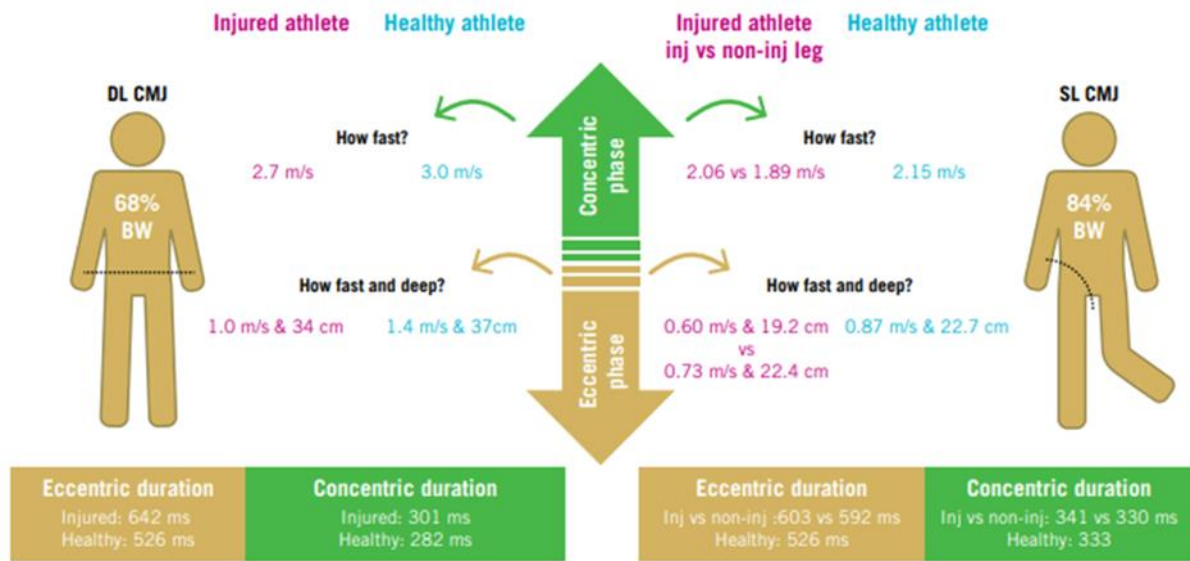 Injured athlete
Healthy athlete
Injured athlete
inj vs non-inj leg
Healthy athlete
DL CMJ
68%
BW
How fast?
2.7 m/s
3.0 m/s
How fast and deep?
1.0 m/s & 34 cm
1.4 m/s & 37cm
Concentric
phase
Eccentric
phase
How fast?
2.06 vs 1.89 m/s
2.15 m/s
How fast and deep?
0.60 m/s & 19.2 cm
vs
0.73 m/s & 22.4 cm
0.87 m/s & 22.7 cm
SL CMJ
84%
BW
Eccentric duration
Injured: 642 ms
Healthy: 526 ms
Concentric duration
Injured: 301 ms
Healthy: 282 ms
Eccentric duration
Inj vs non-inj :603 vs 592 ms
Healthy: 526 ms
Concentric duration
Inj vs non-inj: 341 vs 330 ms
Healthy: 333